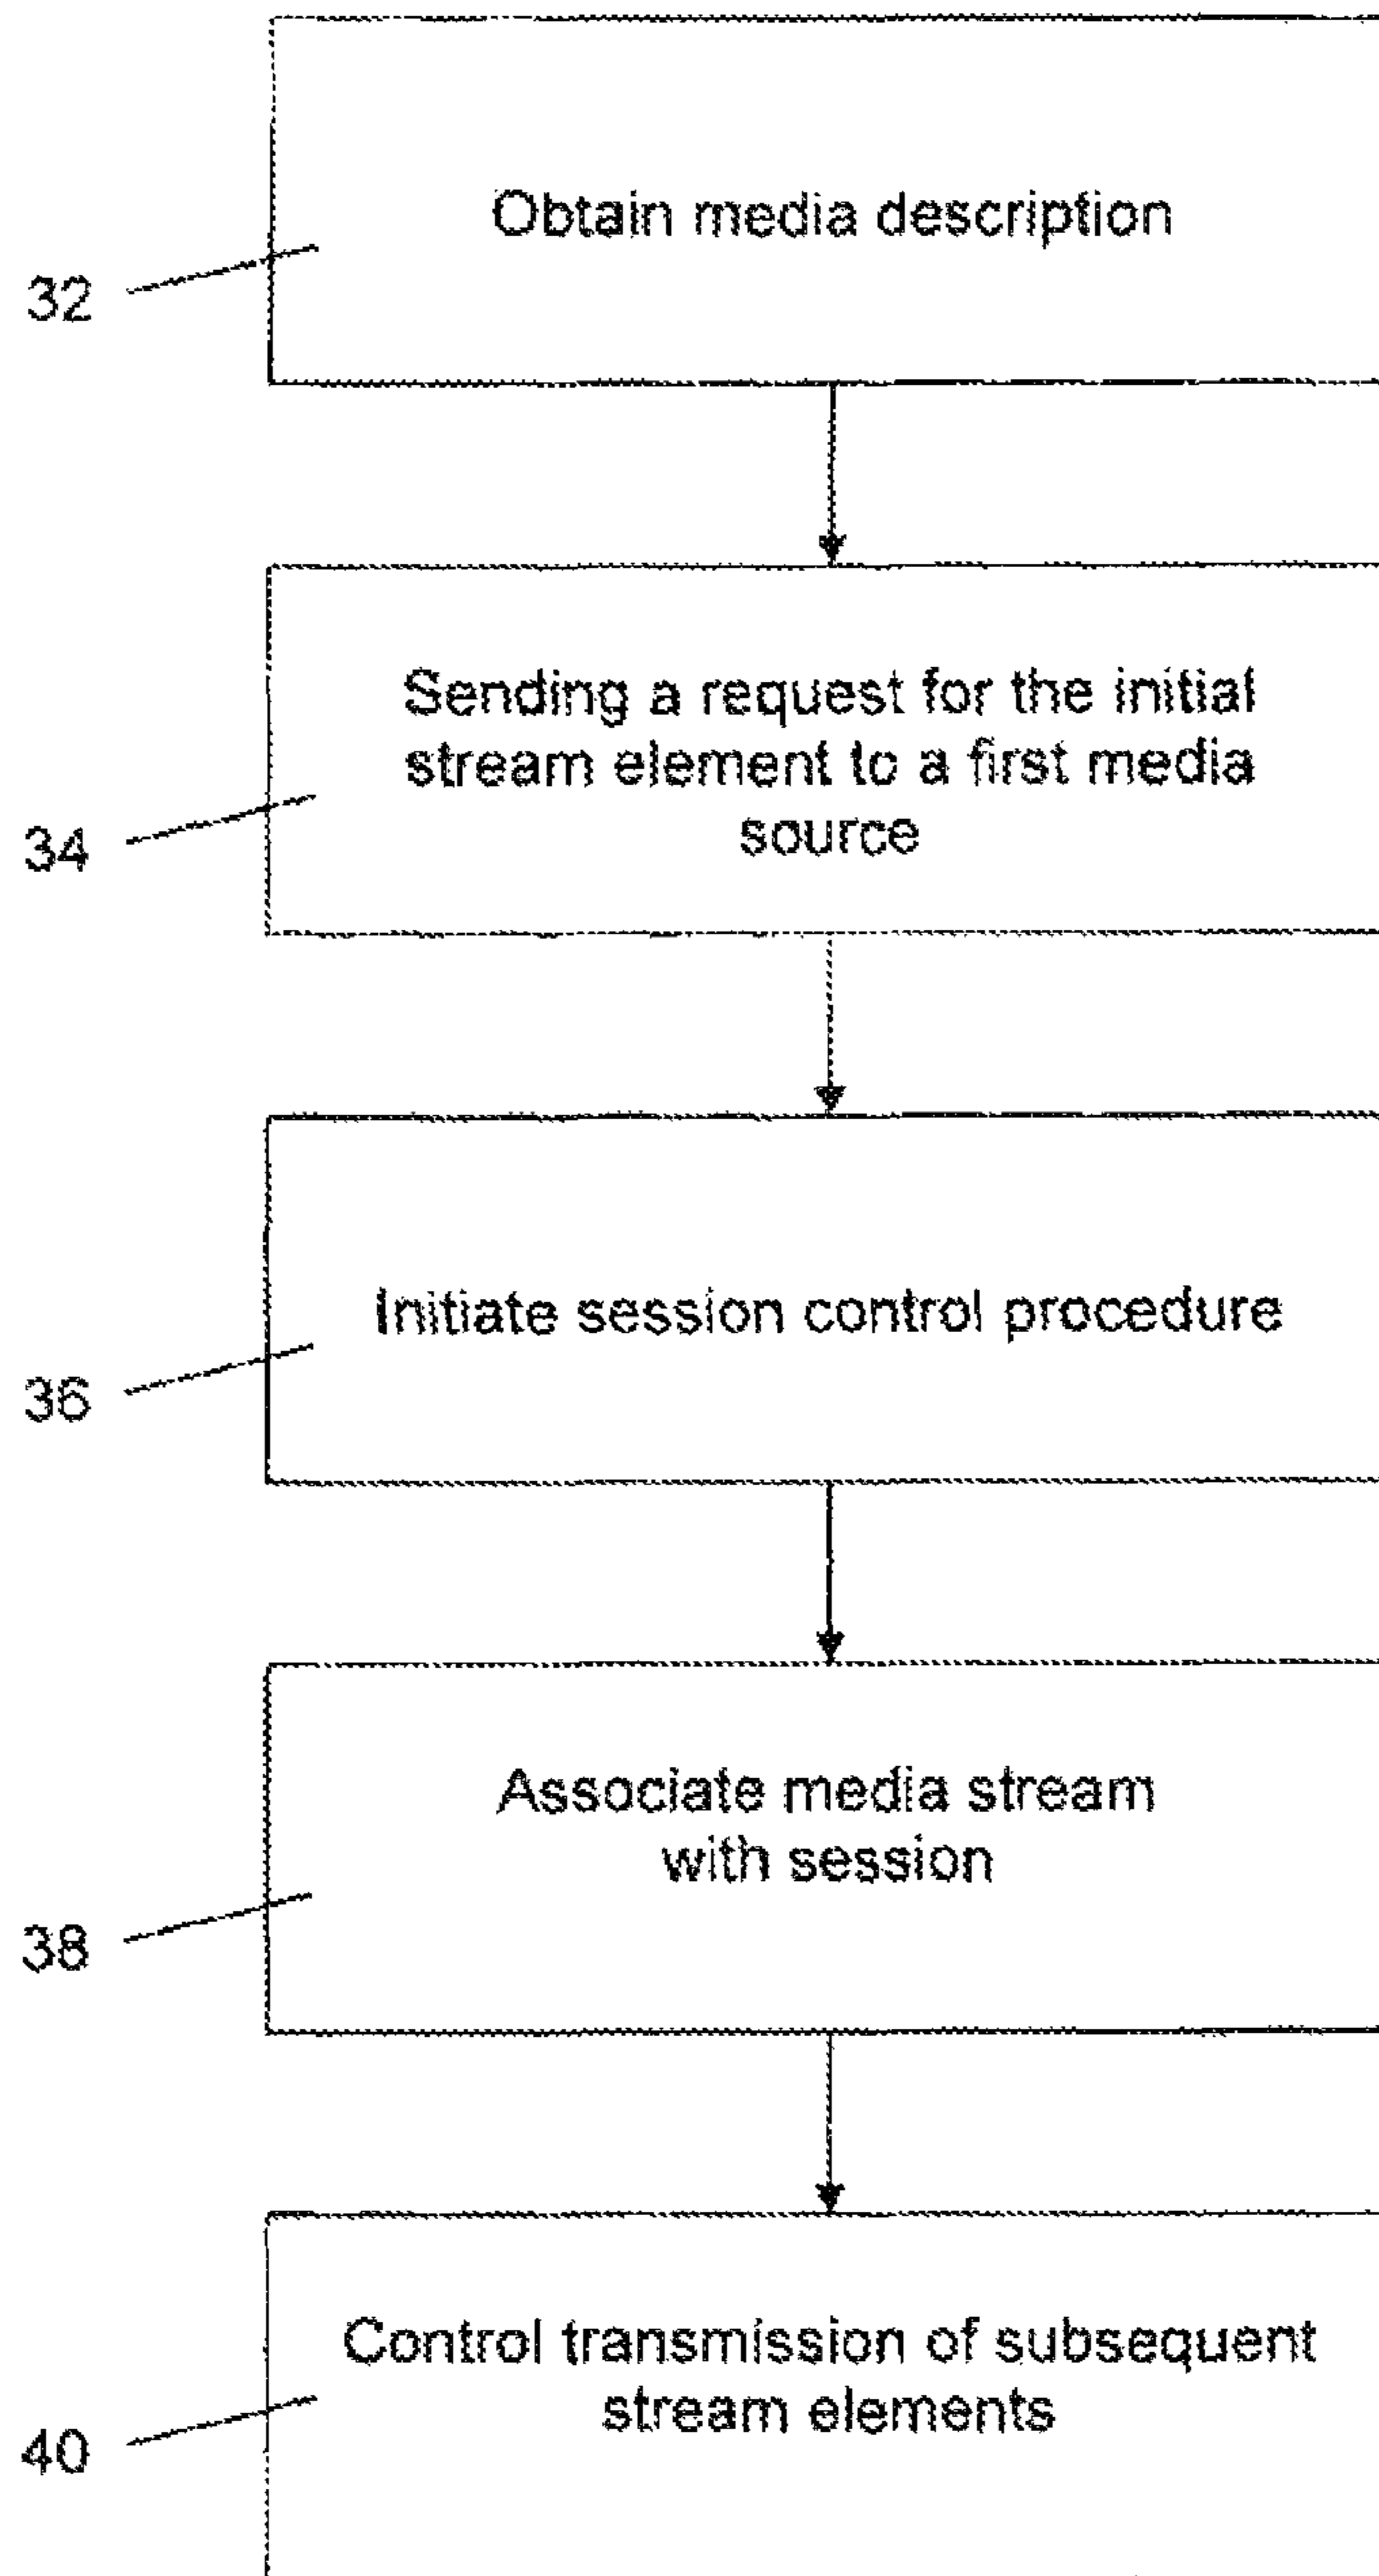 Obtain media description
32
Sending a request for the initial
stream element to a first media
source
34
Initiate session control procedure
36
Associate media stream
with session
38
Control transmission of subsequent
stream elements
40